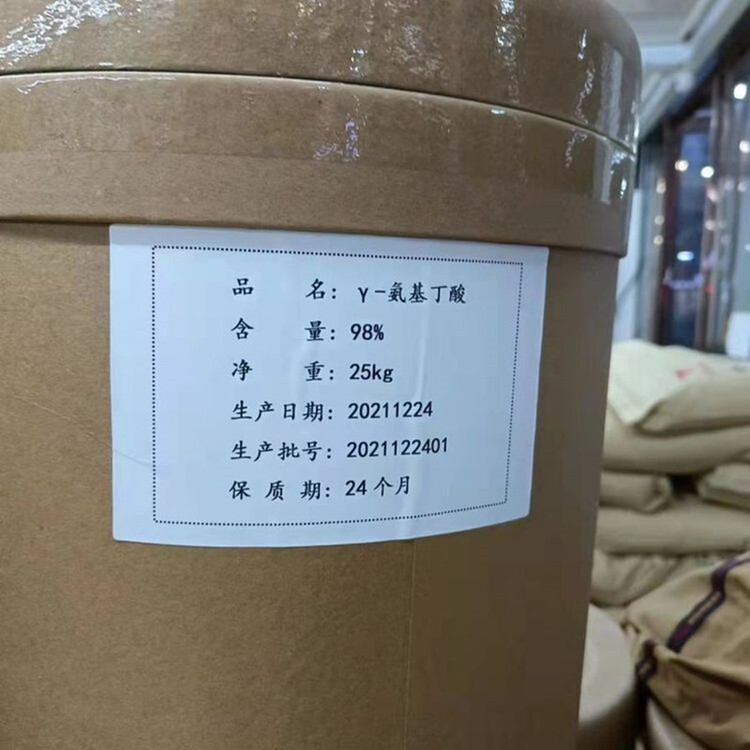 品 名: γ-氨基丁酸
含 量: 98%
净 重: 25kg
生产日期: 20211224
生产批号: 2021122401
保 质 期: 24个月